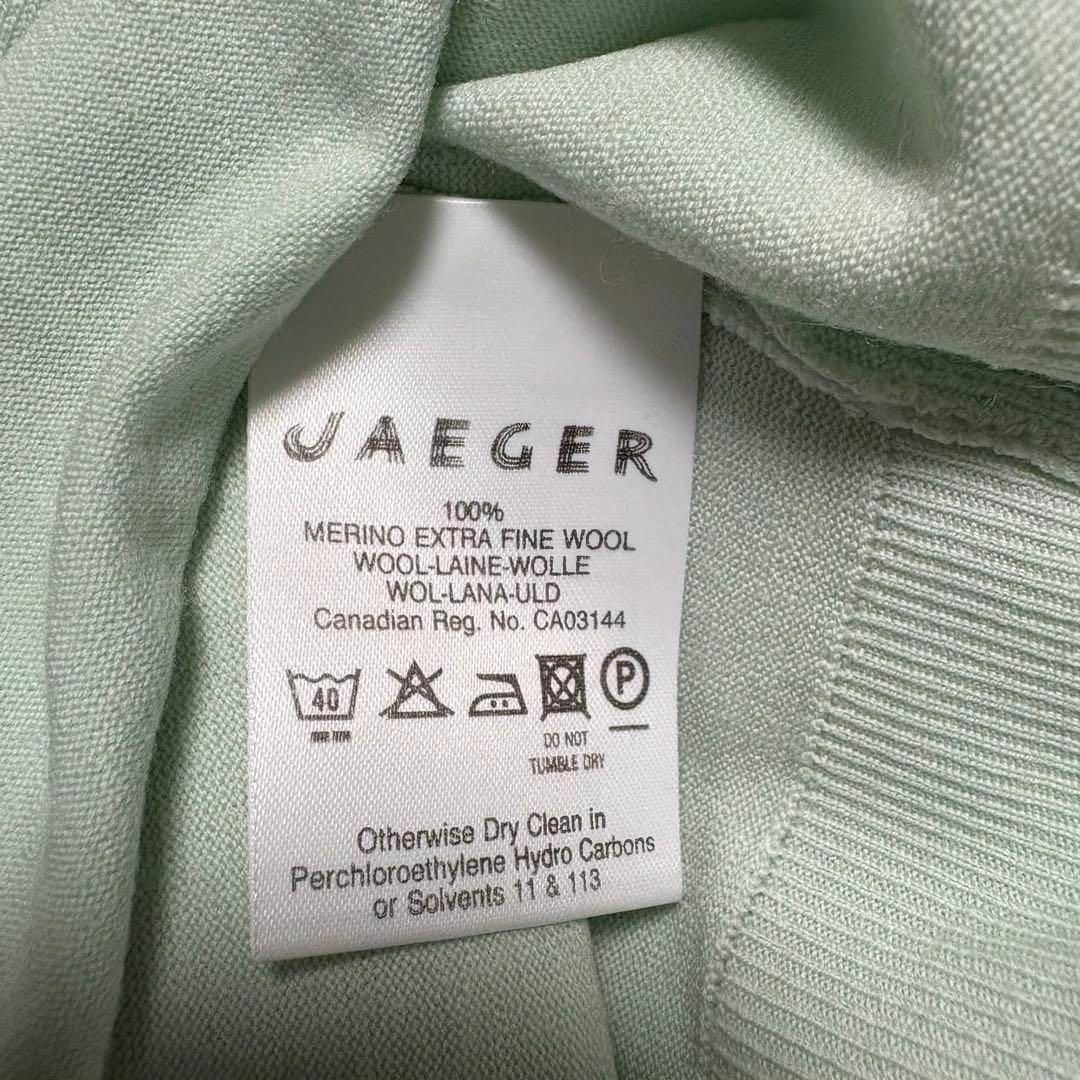 JAEGER
100%
MERINO EXTRA FINE WOOL
WOOL-LAINE-WOLLE
WOL-LANA-ULD
Canadian Reg. No. CA03144
40
P
DO NOT
TUMBLE DRY
Otherwise Dry Clean in
Perchloroethylene Hydro Carbons
or Solvents 11 & 113